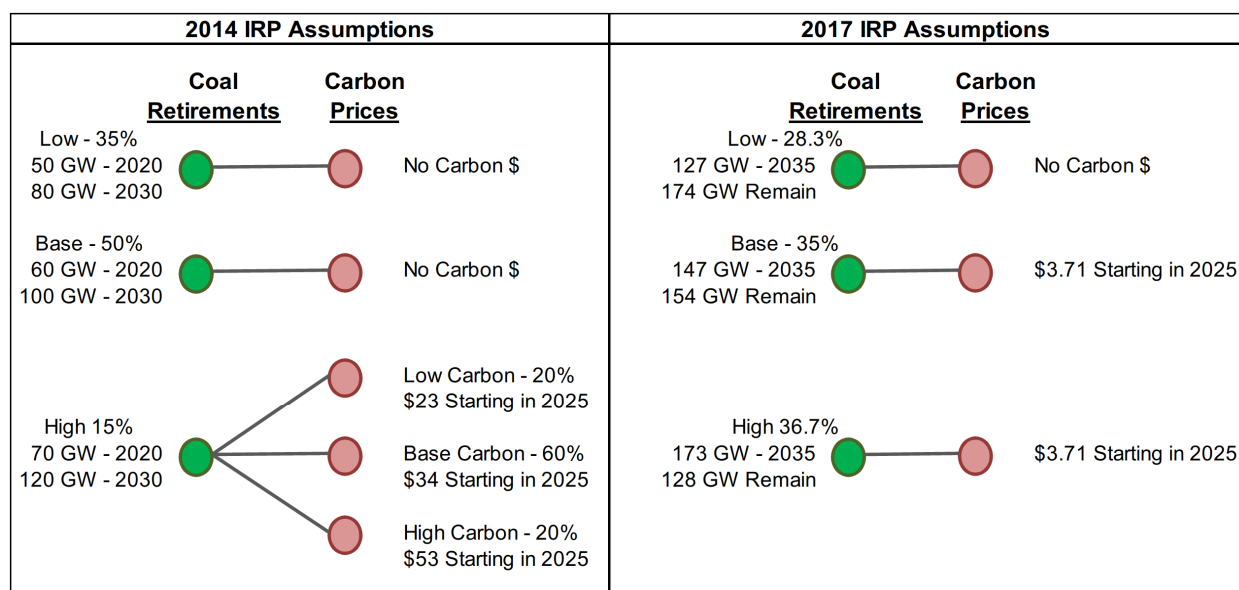 2014 IRP Assumptions
Coal
Retirements
Carbon
Prices
Low - 35%
50 GW - 2020
80 GW - 2030
No Carbon $
Base - 50%
60 GW - 2020
100 GW - 2030
No Carbon $
High 15%
70 GW - 2020
120 GW - 2030
Low Carbon - 20%
$23 Starting in 2025
Base Carbon - 60%
$34 Starting in 2025
High Carbon - 20%
$53 Starting in 2025
2017 IRP Assumptions
Coal
Retirements
Carbon
Prices
Low - 28.3%
127 GW - 2035
174 GW Remain
No Carbon $
Base - 35%
147 GW - 2035
154 GW Remain
$3.71 Starting in 2025
High 36.7%
173 GW - 2035
128 GW Remain
$3.71 Starting in 2025